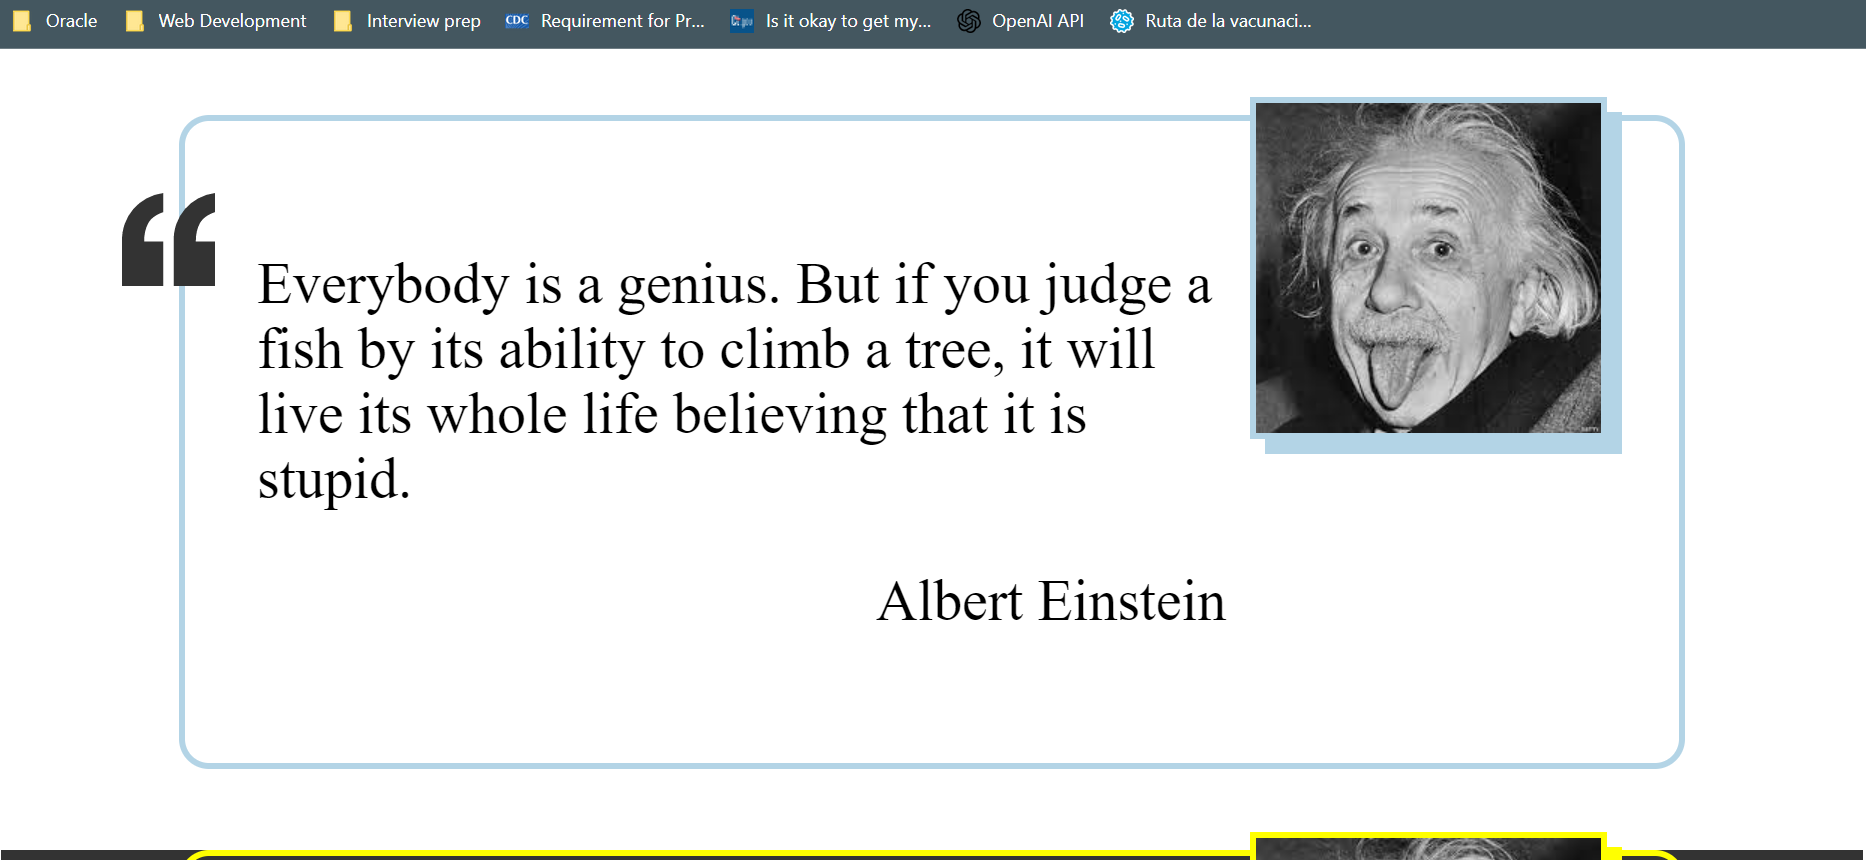 Oracle Web Development Interview prep CDC Requirement for Pr... Ct.gov Is it okay to get my... OpenAI API Ruta de la vacunaci...
“
Everybody is a genius. But if you judge a
fish by its ability to climb a tree, it will
live its whole life believing that it is
stupid.
Albert Einstein